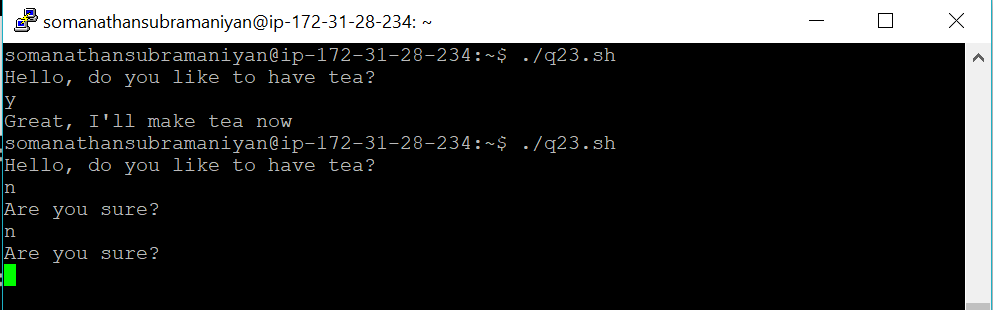 somanathansubramaniyan@ip-172-31-28-234: ~
somanathansubramaniyan@ip-172-31-28-234:~$ ./q23.sh
Hello, do you like to have tea?
y
Great, I'll make tea now
somanathansubramaniyan@ip-172-31-28-234:~$ ./q23.sh
Hello, do you like to have tea?
n
Are you sure?
n
Are you sure?